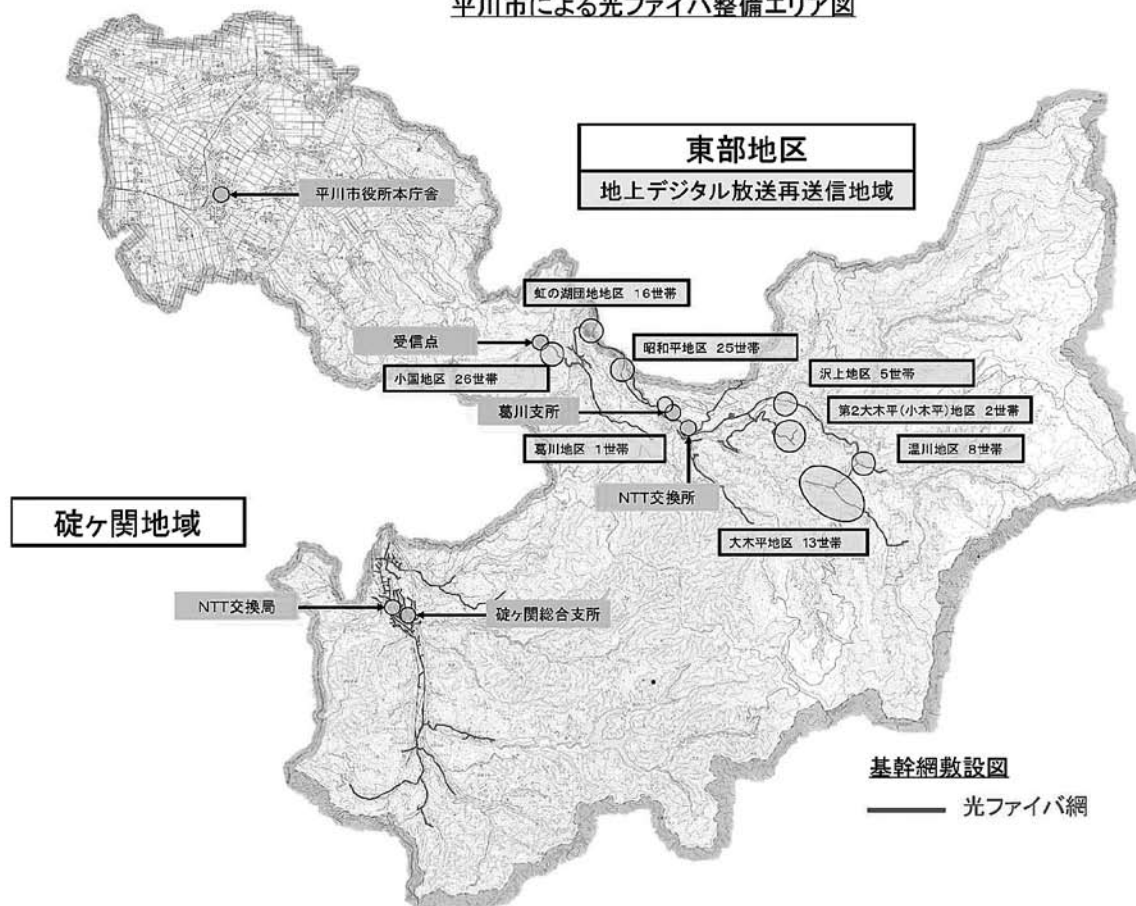 平川市による光ファイバ整備エリア図
東部地区
地上デジタル放送再送信地域
平川市役所本庁舎
虹の湖団地地区 16世帯
受信点
昭和平地区 25世帯
小国地区 26世帯
沢上地区 5世帯
葛川支所
第2大木平(小木平)地区 2世帯
葛川地区 1世帯
温川地区 8世帯
NTT交換所
大木平地区 13世帯
碇ヶ関地域
NTT交換局
碇ヶ関総合支所
基幹網敷設図
光ファイバ網